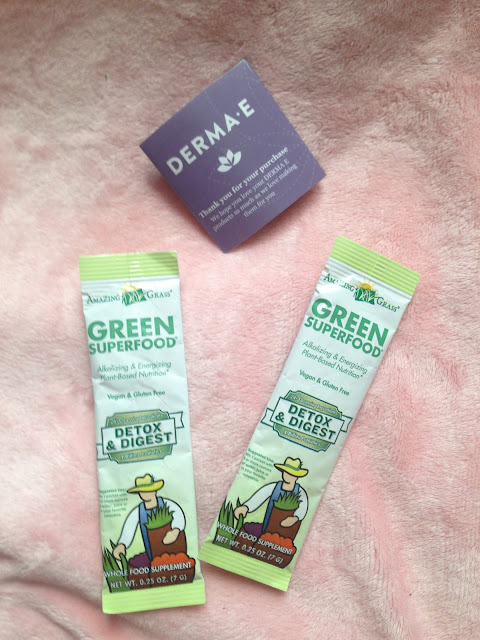 DERMA·E
Thank you for your purchase
We hope you love your DERMA E
products as much as we love making
them for you
AMAZING GRASS®
GREEN
SUPERFOOD®
Alkalizing & Energizing
Plant-Based Nutrition*
Vegan & Gluten Free
DETOX
& DIGEST
WHOLE FOOD SUPPLEMENT
NET WT. 0.25 OZ. (7 G)
AMAZING GRASS®
GREEN
SUPERFOOD®
Alkalizing & Energizing
Plant-Based Nutrition*
Vegan & Gluten Free
DETOX
& DIGEST
WHOLE FOOD SUPPLEMENT
NET WT. 0.25 OZ. (7 G)